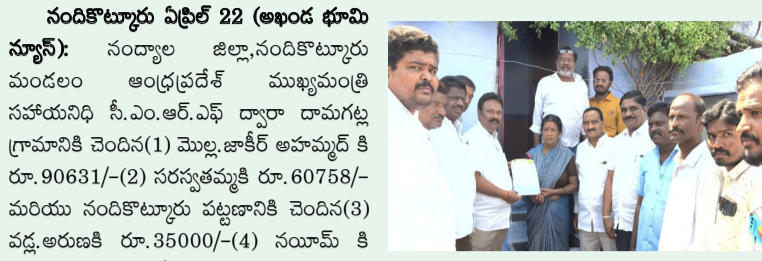 నందికొట్కూరు ఏప్రిల్ 22 (అఖండ భూమి
న్యూస్): నంద్యాల జిల్లా,నందికొట్కూరు
మండలం ఆంధ్రప్రదేశ్ ముఖ్యమంత్రి
సహాయనిధి సీ.ఎం.ఆర్.ఎఫ్ ద్వారా దామగట్ల
గ్రామానికి చెందిన(1) మొల్ల.జాకీర్ అహమ్మద్ కి
రూ.90631/-(2) సరస్వతమ్మకి రూ.60758/-
మరియు నందికొట్కూరు పట్టణానికి చెందిన(3)
వడ్ల.అరుణకి రూ.35000/-(4) నయీమ్ కి